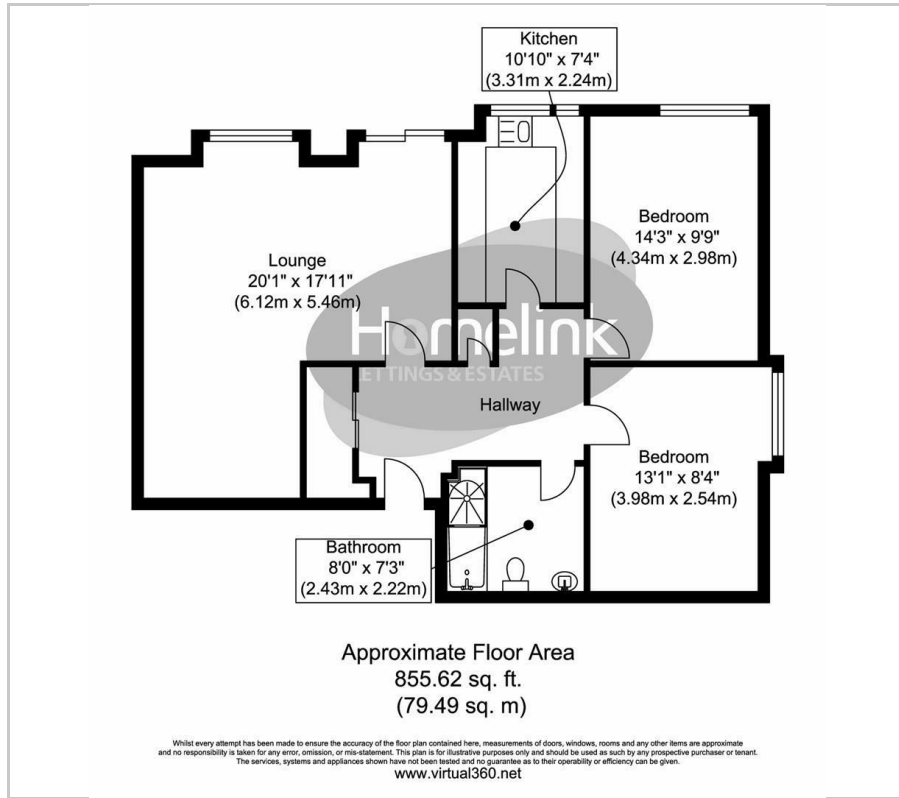 Kitchen
10'10" x 7'4"
(3.31m x 2.24m)
Bedroom
14'3" x 9'9"
(4.34m x 2.98m)
Lounge
20'1" x 17'11"
(6.12m x 5.46m)
Homelink
ETTINGS & ESTATES
Hallway
Bedroom
13'1" x 8'4"
(3.98m x 2.54m)
Bathroom
8'0" x 7'3"
(2.43m x 2.22m)
Approximate Floor Area
855.62 sq. ft.
(79.49 sq. m)
Whilst every attempt has been made to ensure the accuracy of the floor plan contained here, measurements of doors, windows, rooms and any other items are approximate
and no responsibility is taken for any error, omission, or mis-statement. This plan is for illustrative purposes only and should be used as such by any prospective purchaser or tenant.
The services, systems and appliances shown have not been tested and no guarantee as to their operability or efficiency can be given.
www.virtual360.net